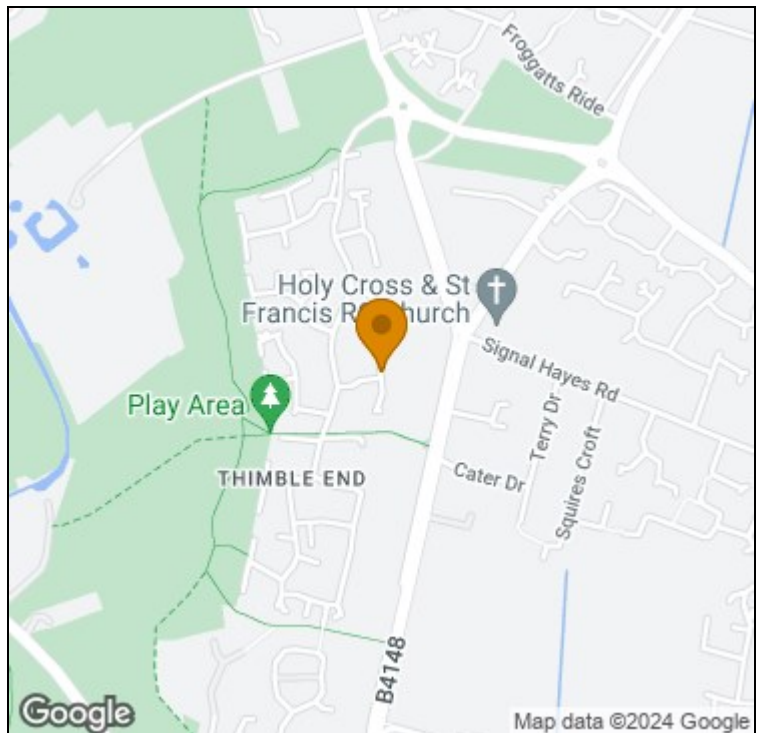 Froggatts Ride
Holy Cross & St
Francis R church
Signal Hayes Rd
Play Area
Terry Dr
Squires Croft
Cater Dr
THIMBLE END
B4148
Google
Map data ©2024 Google